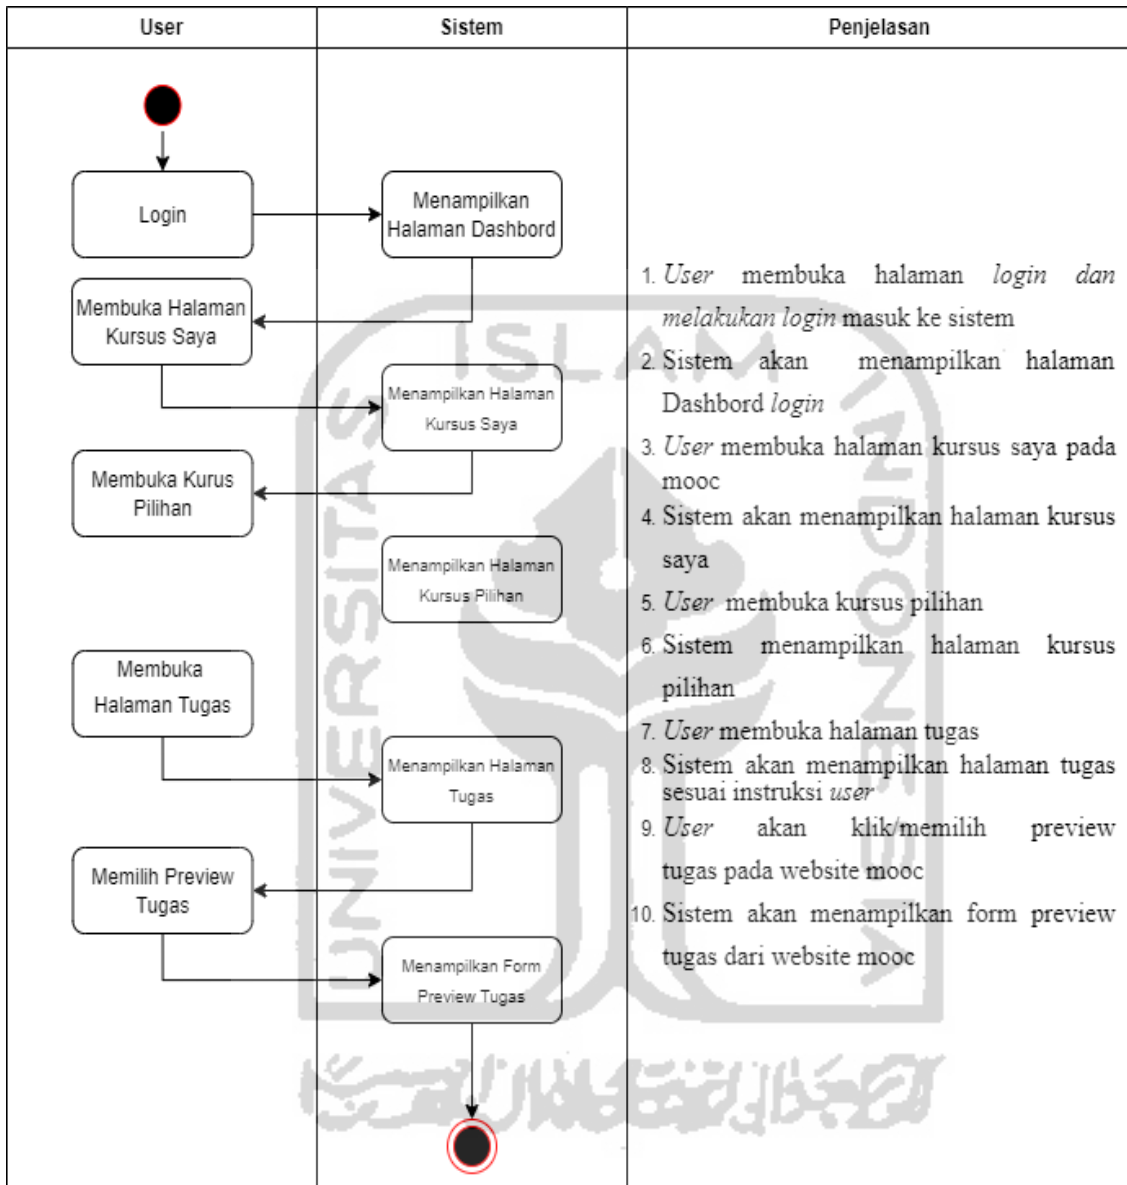 User
Sistem
Penjelasan
Login
Menampilkan
Halaman Dashbord
Membuka Halaman
Kursus Saya
Menampilkan Halaman
Kursus Saya
Membuka Kurus
Pilihan
Menampilkan Halaman
Kursus Pilihan
Membuka
Halaman Tugas
Menampilkan Halaman
Tugas
Memilih Preview
Tugas
Menampilkan Form
Preview Tugas
1. User membuka halaman login dan
melakukan login masuk ke sistem
2. Sistem akan menampilkan halaman
Dashbord login
3. User membuka halaman kursus saya pada
mooc
4. Sistem akan menampilkan halaman kursus
saya
5. User membuka kursus pilihan
6. Sistem menampilkan halaman kursus
pilihan
7. User membuka halaman tugas
8. Sistem akan menampilkan halaman tugas
sesuai instruksi user
9. User akan klik/memilih preview
tugas pada website mooc
10. Sistem akan menampilkan form preview
tugas dari website mooc
UNIVERSITAS
ISLAM
INDONESIA